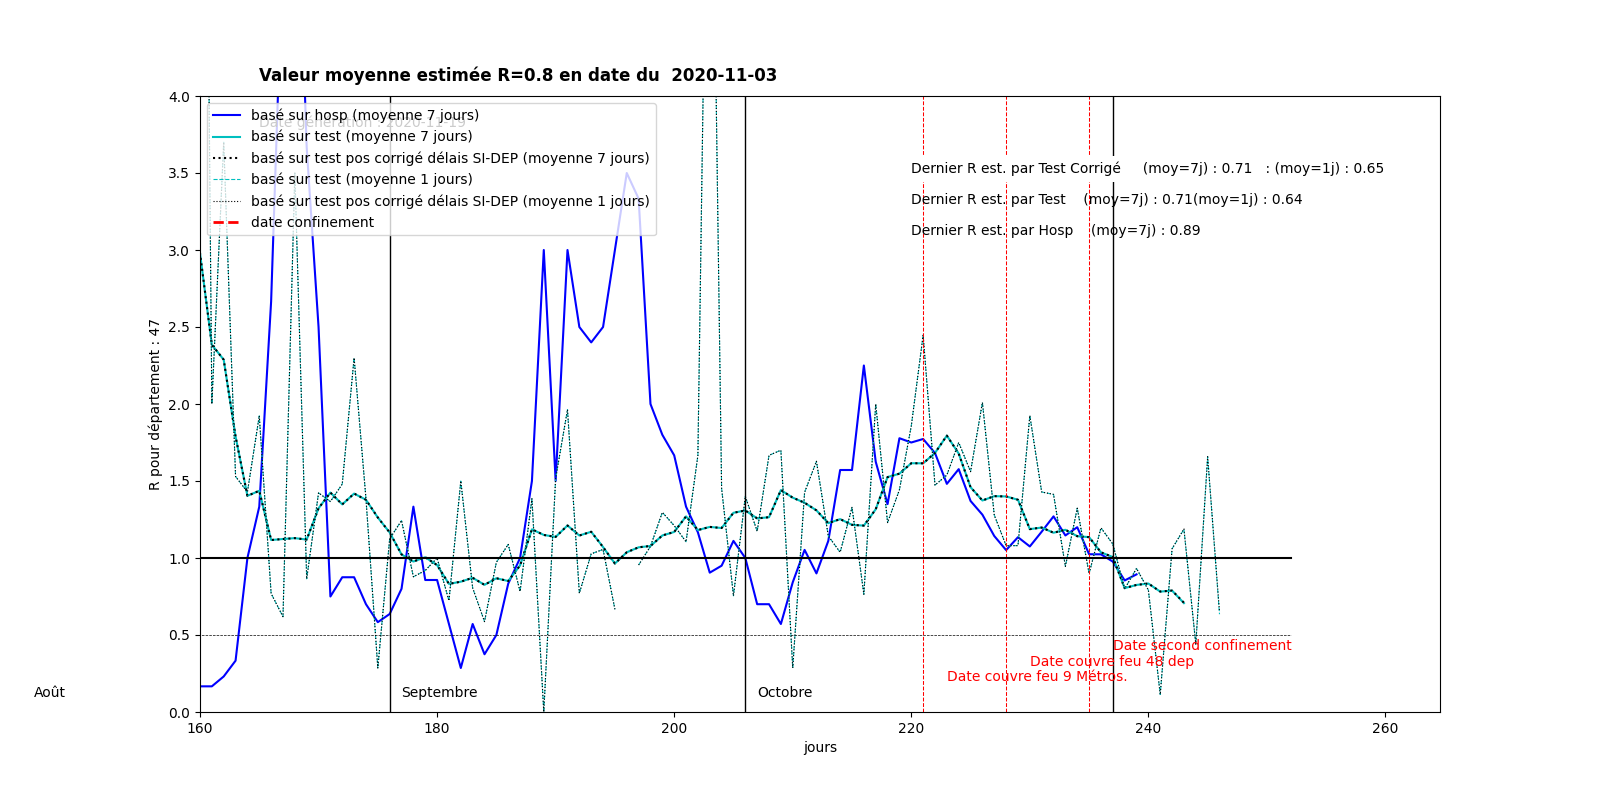 Valeur moyenne estimée R=0.8 en date du  2020-11-03
4.0
3.5
3.0
2.5
2.0
1.5
1.0
0.5
0.0
R pour département : 47
basé sur hosp (moyenne 7 jours)
Date génération : 2020-11-19
basé sur test (moyenne 7 jours)
basé sur test pos corrigé délais SI-DEP (moyenne 7 jours)
basé sur test (moyenne 1 jours)
basé sur test pos corrigé délais SI-DEP (moyenne 1 jours)
date confinement
Dernier R est. par Test Corrigé     (moy=7j) : 0.71   : (moy=1j) : 0.65
Dernier R est. par Test    (moy=7j) : 0.71(moy=1j) : 0.64
Dernier R est. par Hosp    (moy=7j) : 0.89
Date second confinement
Date couvre feu 48 dep
Date couvre feu 9 Métros.
Août
Septembre
Octobre
160
180
200
220
240
260
jours